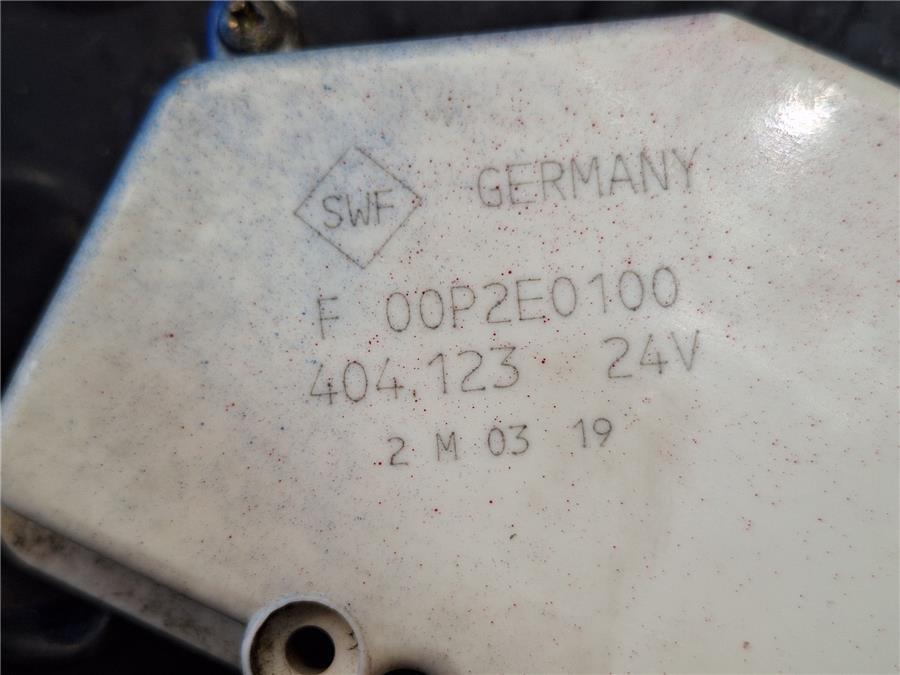 SWF GERMANY
F 00P2E0100
404.123 24V
2 M 03 19